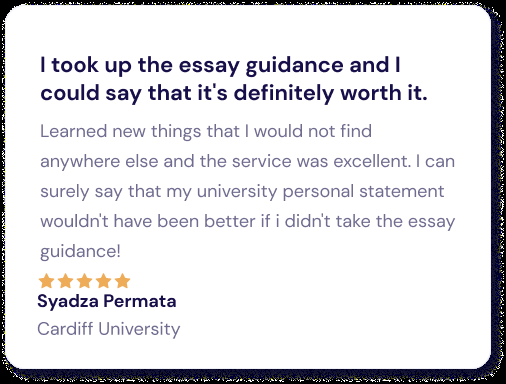 I took up the essay guidance and I
could say that it's definitely worth it.
Learned new things that I would not find
anywhere else and the service was excellent. I can
surely say that my university personal statement
wouldn't have been better if i didn't take the essay
guidance!
Syadza Permata
Cardiff University